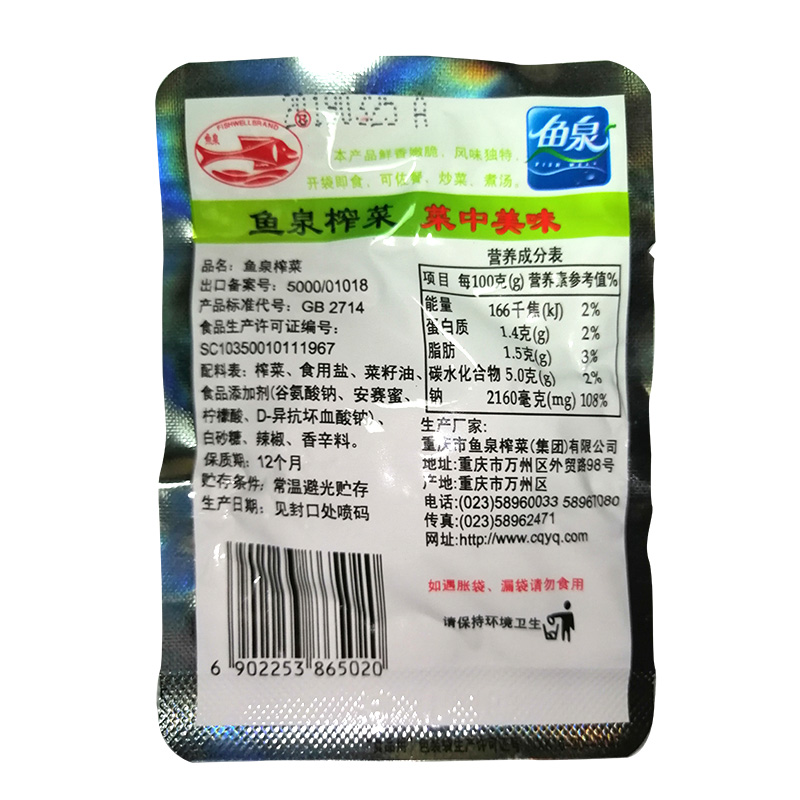 20190225 A
FISHWELLBRAND
鱼泉
®
鱼泉
FISH WELL
本产品鲜香嫩脆、风味独特,
开袋即食,可佐餐、炒菜、煮汤。
鱼泉榨菜 菜中美味
品名:鱼泉榨菜
出口备案号:5000/01018
产品标准代号:GB 2714
食品生产许可证编号:
SC10350010111967
配料表:榨菜、食用盐、菜籽油、
食品添加剂(谷氨酸钠、安赛蜜、
柠檬酸、D-异抗坏血酸钠)、
白砂糖、辣椒、香辛料。
保质期:12个月
贮存条件:常温避光贮存
生产日期:见封口处喷码
营养成分表
项目 每100克(g) 营养素参考值%
能量 166千焦(kJ) 2%
蛋白质 1.4克(g) 2%
脂肪 1.5克(g) 3%
碳水化合物 5.0克(g) 2%
钠 2160毫克(mg) 108%
生产厂家:
重庆市鱼泉榨菜(集团)有限公司
地址:重庆市万州区外贸路98号
产地:重庆市万州区
电话:(023)58960033 58961080
传真:(023)58962471
网址:http://www.cqyq.com
如遇胀袋、漏袋请勿食用
请保持环境卫生
6 902253 865020